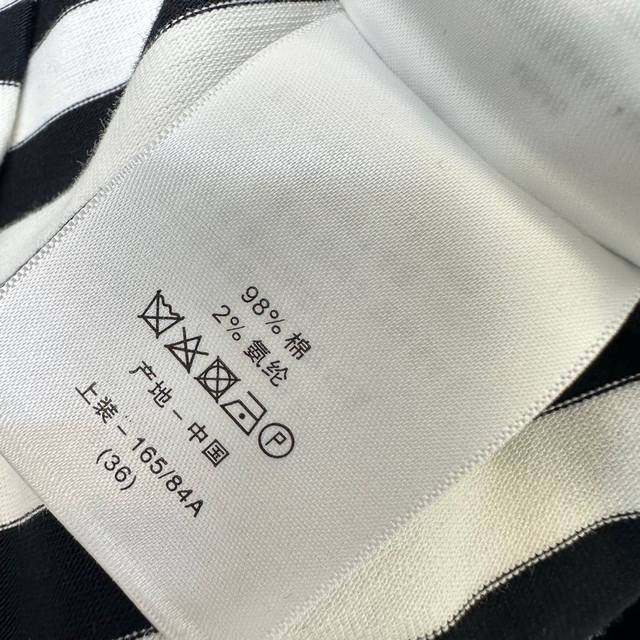 98% 棉
2% 氨纶
P
产地 – 中国
上装 – 165/84A
(36)